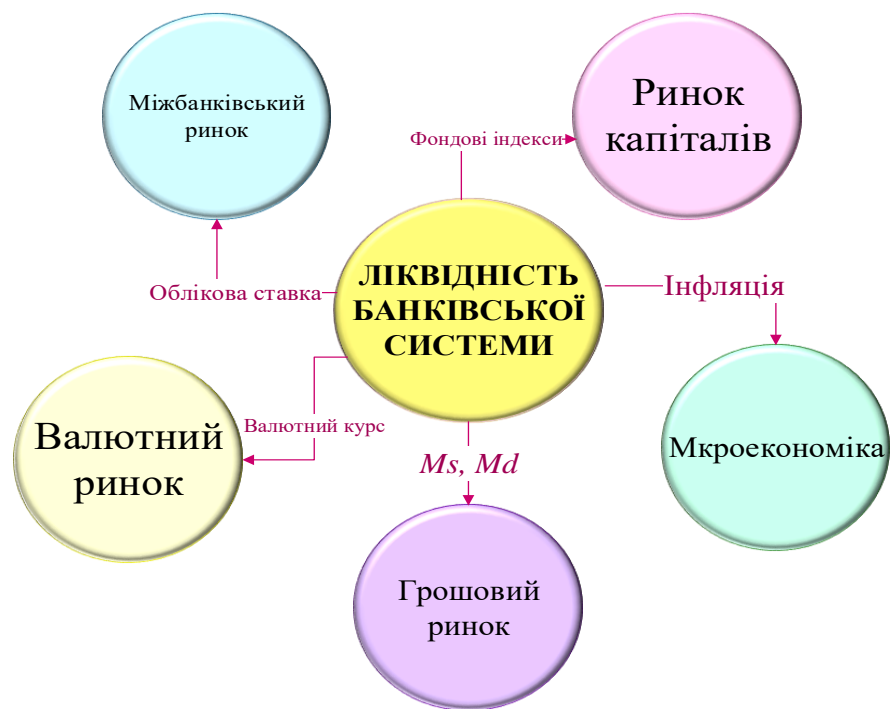 Міжбанківський
ринок
Ринок
капіталів
Фондові індекси
ЛІКВІДНІСТЬ
БАНКІВСЬКОЇ
СИСТЕМИ
Облікова ставка
Інфляція
Валютний
ринок
Валютний курс
Мкроекономіка
Ms, Md
Грошовий
ринок